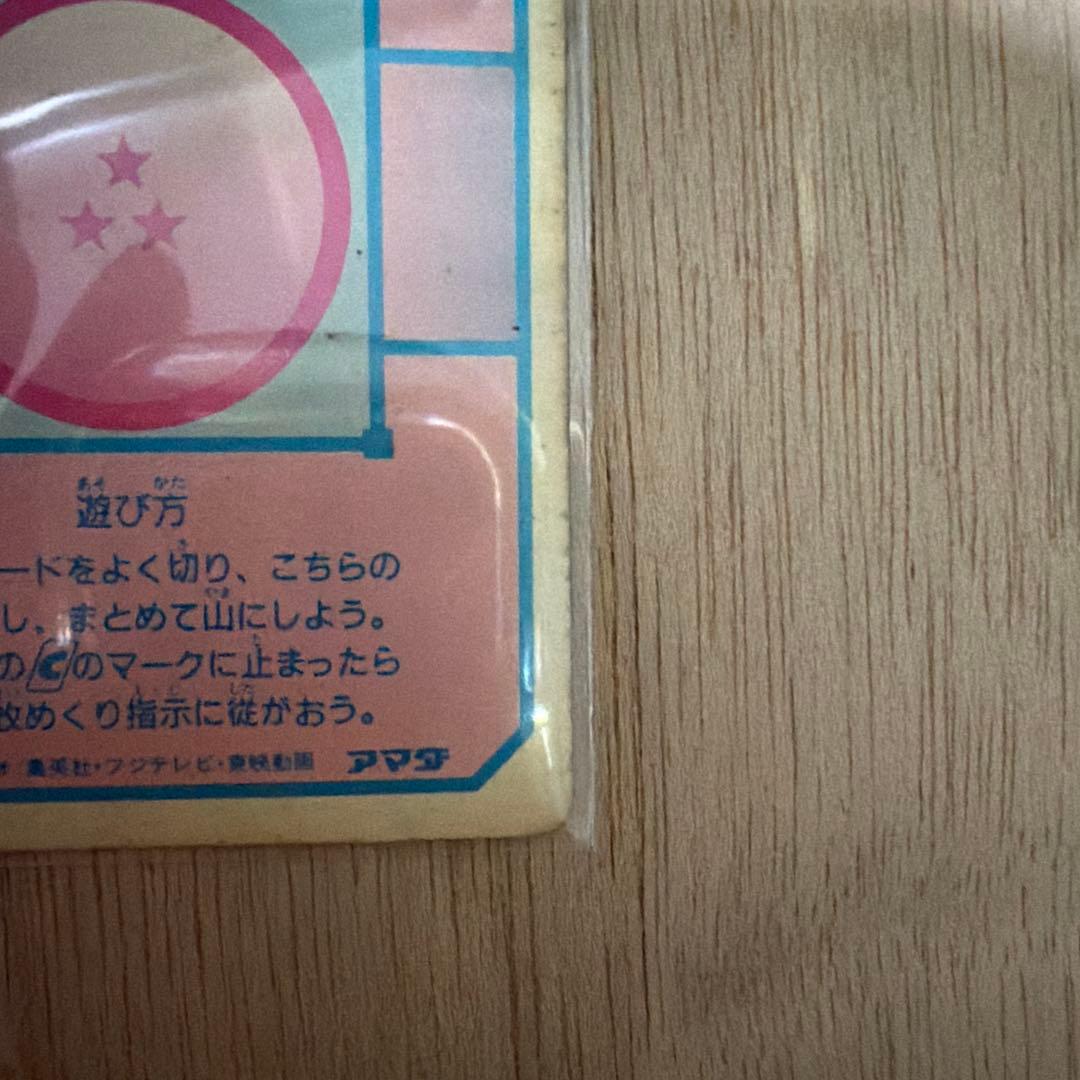 遊び方
ードをよく切り、こちらの
し、まとめて山にしよう。
のCのマークに止まったら
枚めくり指示に従がおう。
集英社・フジテレビ・東映動画 アマダ